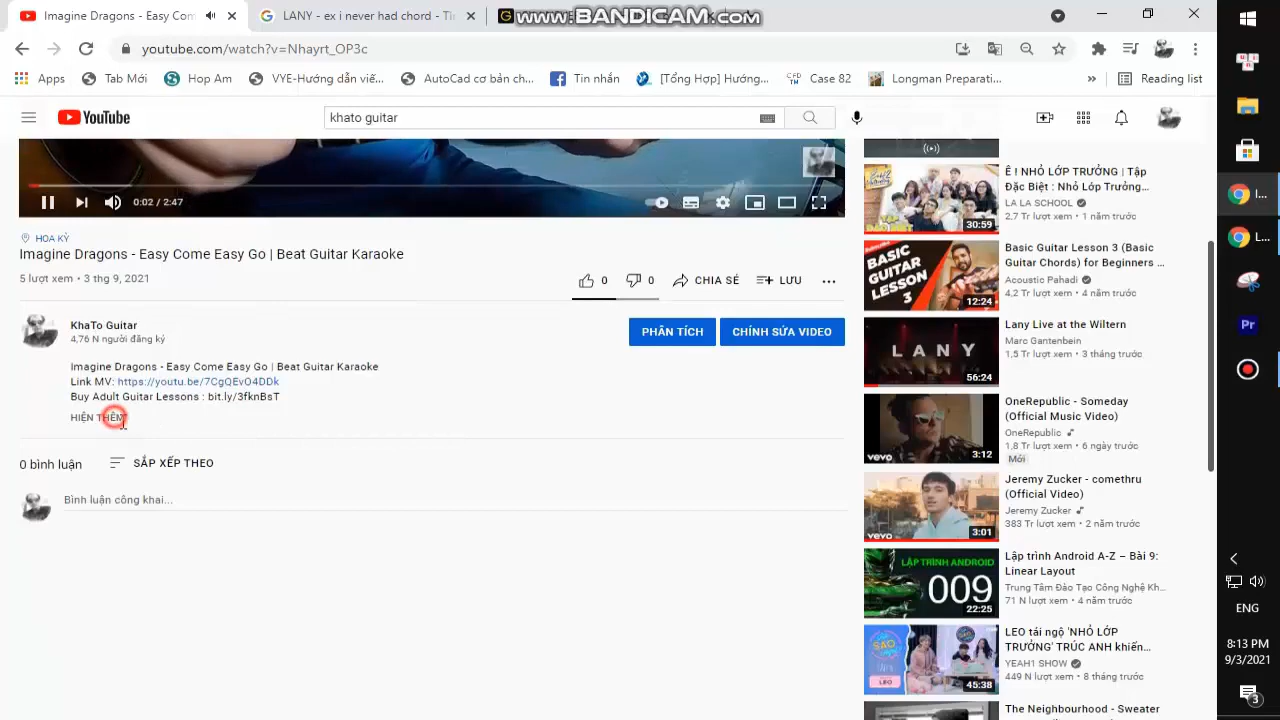 Imagine Dragons - Easy Com
LANY - ex i never had chord - Th
www.BANDICAM.com
youtube.com/watch?v=Nhayrt_OP3c
Apps
Tab Mới
Hop Am
VYE-Hướng dẫn viế...
AutoCad cơ bản ch...
Tin nhắn
[Tổng Hợp] Hướng...
Case 82
Longman Preparati...
»
Reading list
YouTube
khato guitar
0:02 / 2:47
HOA KỲ
Imagine Dragons - Easy Come Easy Go | Beat Guitar Karaoke
5 lượt xem • 3 thg 9, 2021
0
0
CHIA SẺ
LƯU
KhaTo Guitar
4,76 N người đăng ký
PHÂN TÍCH
CHỈNH SỬA VIDEO
Imagine Dragons - Easy Come Easy Go | Beat Guitar Karaoke
Link MV: https://youtu.be/7CgQEvO4DDk
Buy Adult Guitar Lessons : bit.ly/3fknBsT
HIỆN THÊM
0 bình luận
SẮP XẾP THEO
Bình luận công khai...
Ê ! NHỎ LỚP TRƯỞNG | Tập
Đặc Biệt : Nhỏ Lớp Trưởng...
LA LA SCHOOL
2,7 Tr lượt xem • 1 năm trước
30:59
BASIC
GUITAR
LESSON
3
12:24
Basic Guitar Lesson 3 (Basic
Guitar Chords) for Beginners ...
Acoustic Pahadi
4,2 Tr lượt xem • 4 năm trước
LANY
56:24
Lany Live at the Wiltern
Marc Gantenbein
1,5 Tr lượt xem • 3 tháng trước
vevo
3:12
OneRepublic - Someday
(Official Music Video)
OneRepublic
1,8 Tr lượt xem • 6 ngày trước
Mới
vevo
3:01
Jeremy Zucker - comethru
(Official Video)
Jeremy Zucker
383 Tr lượt xem • 2 năm trước
LẬP TRÌNH ANDROID
009
22:25
Lập trình Android A-Z – Bài 9:
Linear Layout
Trung Tâm Đào Tạo Công Nghệ Kh...
71 N lượt xem • 4 năm trước
LEO
45:38
LEO tái ngộ 'NHỎ LỚP
TRƯỞNG' TRÚC ANH khiến...
YEAH1 SHOW
449 N lượt xem • 8 tháng trước
The Neighbourhood - Sweater
I...
L...
Pr
ENG
8:13 PM
9/3/2021
3